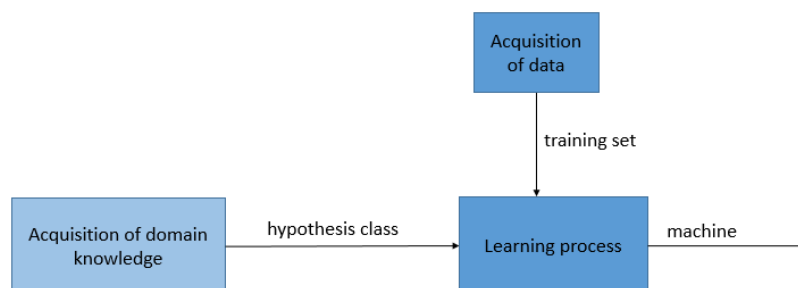 Acquisition
of data
training set
Acquisition of domain
knowledge
hypothesis class
Learning process
machine